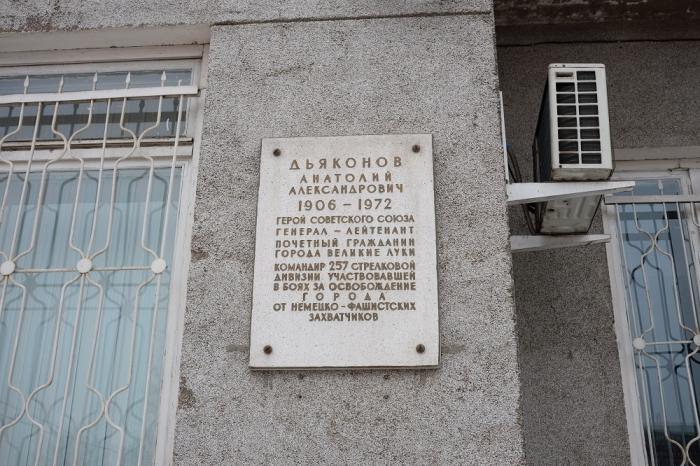 ДЬЯКОНОВ
АНАТОЛИЙ
АЛЕКСАНДРОВИЧ
1906 - 1972
ГЕРОЙ СОВЕТСКОГО СОЮЗА
ГЕНЕРАЛ - ЛЕЙТЕНАНТ
ПОЧЕТНЫЙ ГРАЖДАНИН
ГОРОДА ВЕЛИКИЕ ЛУКИ
КОМАНДИР 257 СТРЕЛКОВОЙ
ДИВИЗИИ УЧАСТВОВАВШЕЙ
В БОЯХ ЗА ОСВОБОЖДЕНИЕ
ГОРОДА
ОТ НЕМЕЦКО - ФАШИСТСКИХ
ЗАХВАТЧИКОВ